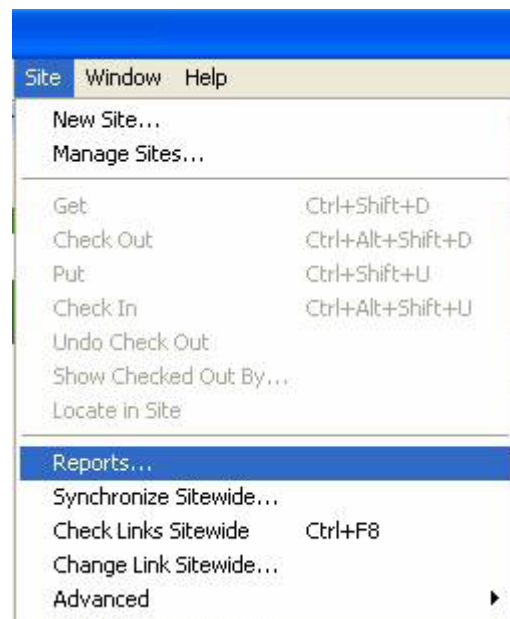 Site Window Help
New Site...
Manage Sites...
Get Ctrl+Shift+D
Check Out Ctrl+Alt+Shift+D
Put Ctrl+Shift+U
Check In Ctrl+Alt+Shift+U
Undo Check Out
Show Checked Out By...
Locate in Site
Reports...
Synchronize Sitewide...
Check Links Sitewide Ctrl+F8
Change Link Sitewide...
Advanced